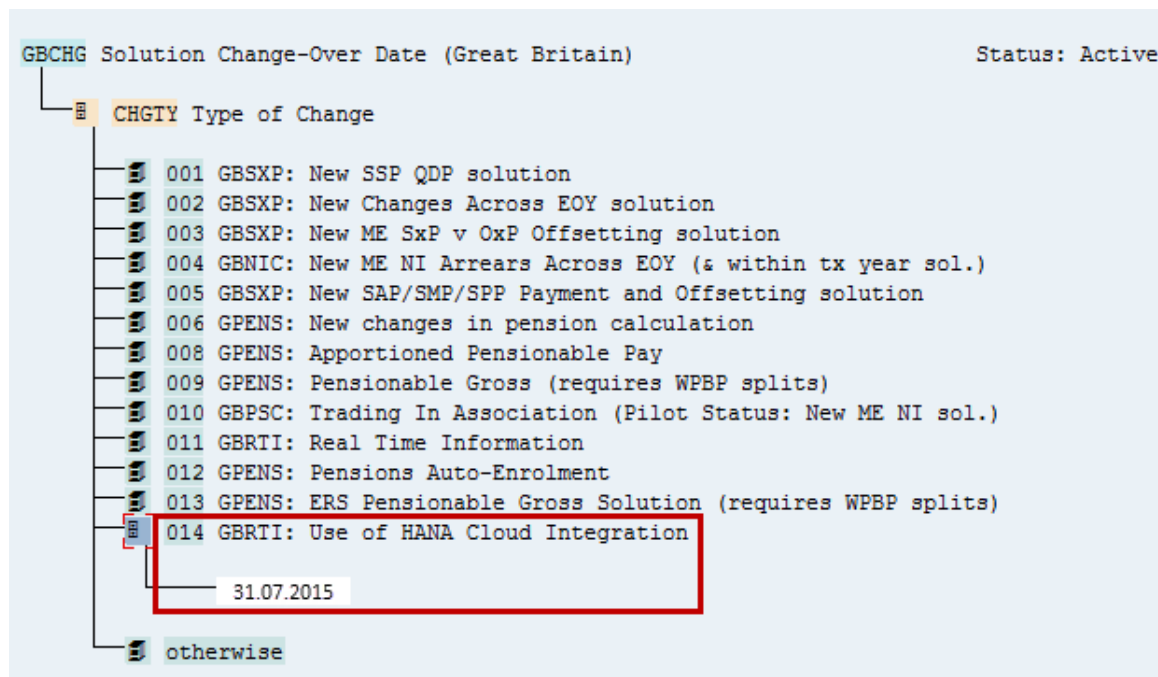 GBCHG Solution Change-Over Date (Great Britain) Status: Active
CHGTY Type of Change
001 GBSXP: New SSP QDP solution
002 GBSXP: New Changes Across EOY solution
003 GBSXP: New ME SxP v OxP Offsetting solution
004 GBNIC: New ME NI Arrears Across EOY (& within tx year sol.)
005 GBSXP: New SAP/SMP/SPP Payment and Offsetting solution
006 GPENS: New changes in pension calculation
008 GPENS: Apportioned Pensionable Pay
009 GPENS: Pensionable Gross (requires WPBP splits)
010 GBPSC: Trading In Association (Pilot Status: New ME NI sol.)
011 GBRTI: Real Time Information
012 GPENS: Pensions Auto-Enrolment
013 GPENS: ERS Pensionable Gross Solution (requires WPBP splits)
014 GBRTI: Use of HANA Cloud Integration
31.07.2015
otherwise